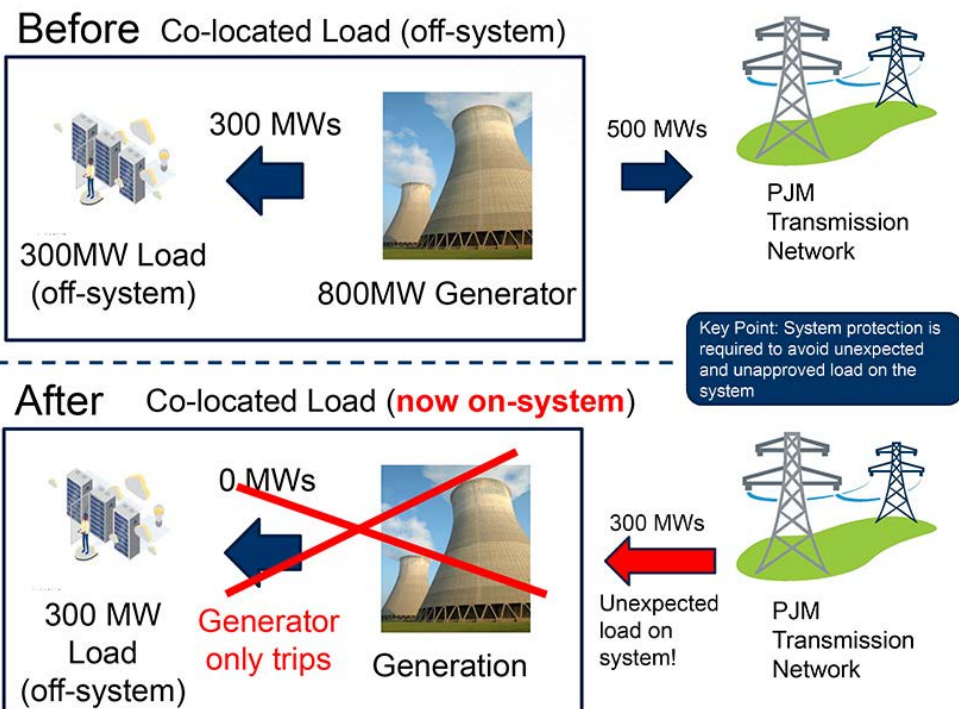 Before Co-located Load (off-system)
300 MWs
500 MWs
300MW Load
(off-system)
800MW Generator
PJM
Transmission
Network
Key Point: System protection is
required to avoid unexpected
and unapproved load on the
system
After Co-located Load (now on-system)
0 MWs
300 MWs
300 MW
Load
(off-system)
Generator
only trips
Generation
Unexpected
load on
system!
PJM
Transmission
Network